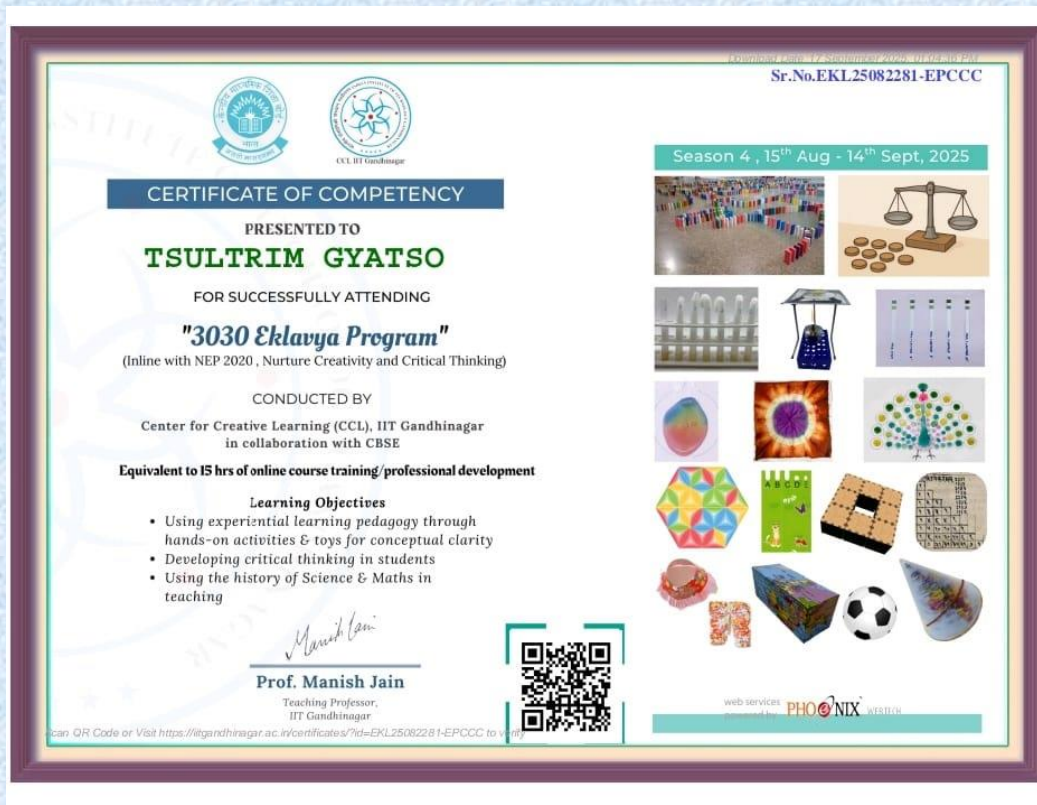 Download Date :17 September 2025, 01:04:36 PM
Sr.No.EKL25082281-EPCCC
CCL IIT Gandhinagar
Season 4 , 15th Aug - 14th Sept, 2025
CERTIFICATE OF COMPETENCY
PRESENTED TO
TSULTRIM GYATSO
FOR SUCCESSFULLY ATTENDING
"3030 Eklavya Program"
(Inline with NEP 2020 , Nurture Creativity and Critical Thinking)
CONDUCTED BY
Center for Creative Learning (CCL), IIT Gandhinagar
in collaboration with CBSE
Equivalent to 15 hrs of online course training/professional development
Learning Objectives
• Using experiential learning pedagogy through
hands-on activities & toys for conceptual clarity
• Developing critical thinking in students
• Using the history of Science & Maths in
teaching
Manish Jain
Prof. Manish Jain
Teaching Professor,
IIT Gandhinagar
Scan QR Code or Visit https://iitgandhinagar.ac.in/certificates/?id=EKL25082281-EPCCC to verify
A B C D E
web services
powered by PHOENIX WEBTECH